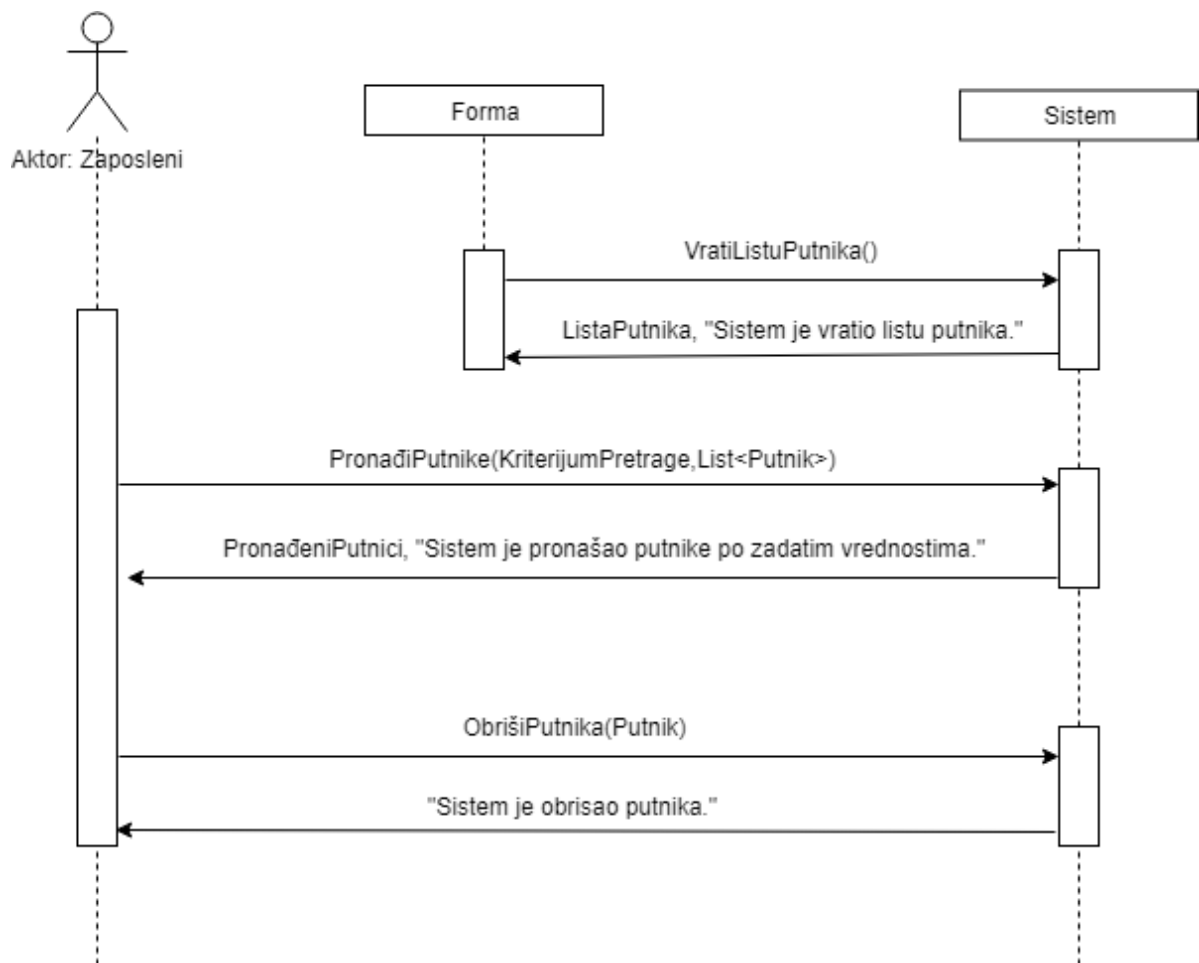 Forma
Sistem
Aktor: Zaposleni
VratiListuPutnika()
ListaPutnika, "Sistem je vratio listu putnika."
PronađiPutnike(KriterijumPretrage,List<Putnik>)
PronađeniPutnici, "Sistem je pronašao putnike po zadatim vrednostima."
ObrišiPutnika(Putnik)
"Sistem je obrisao putnika."